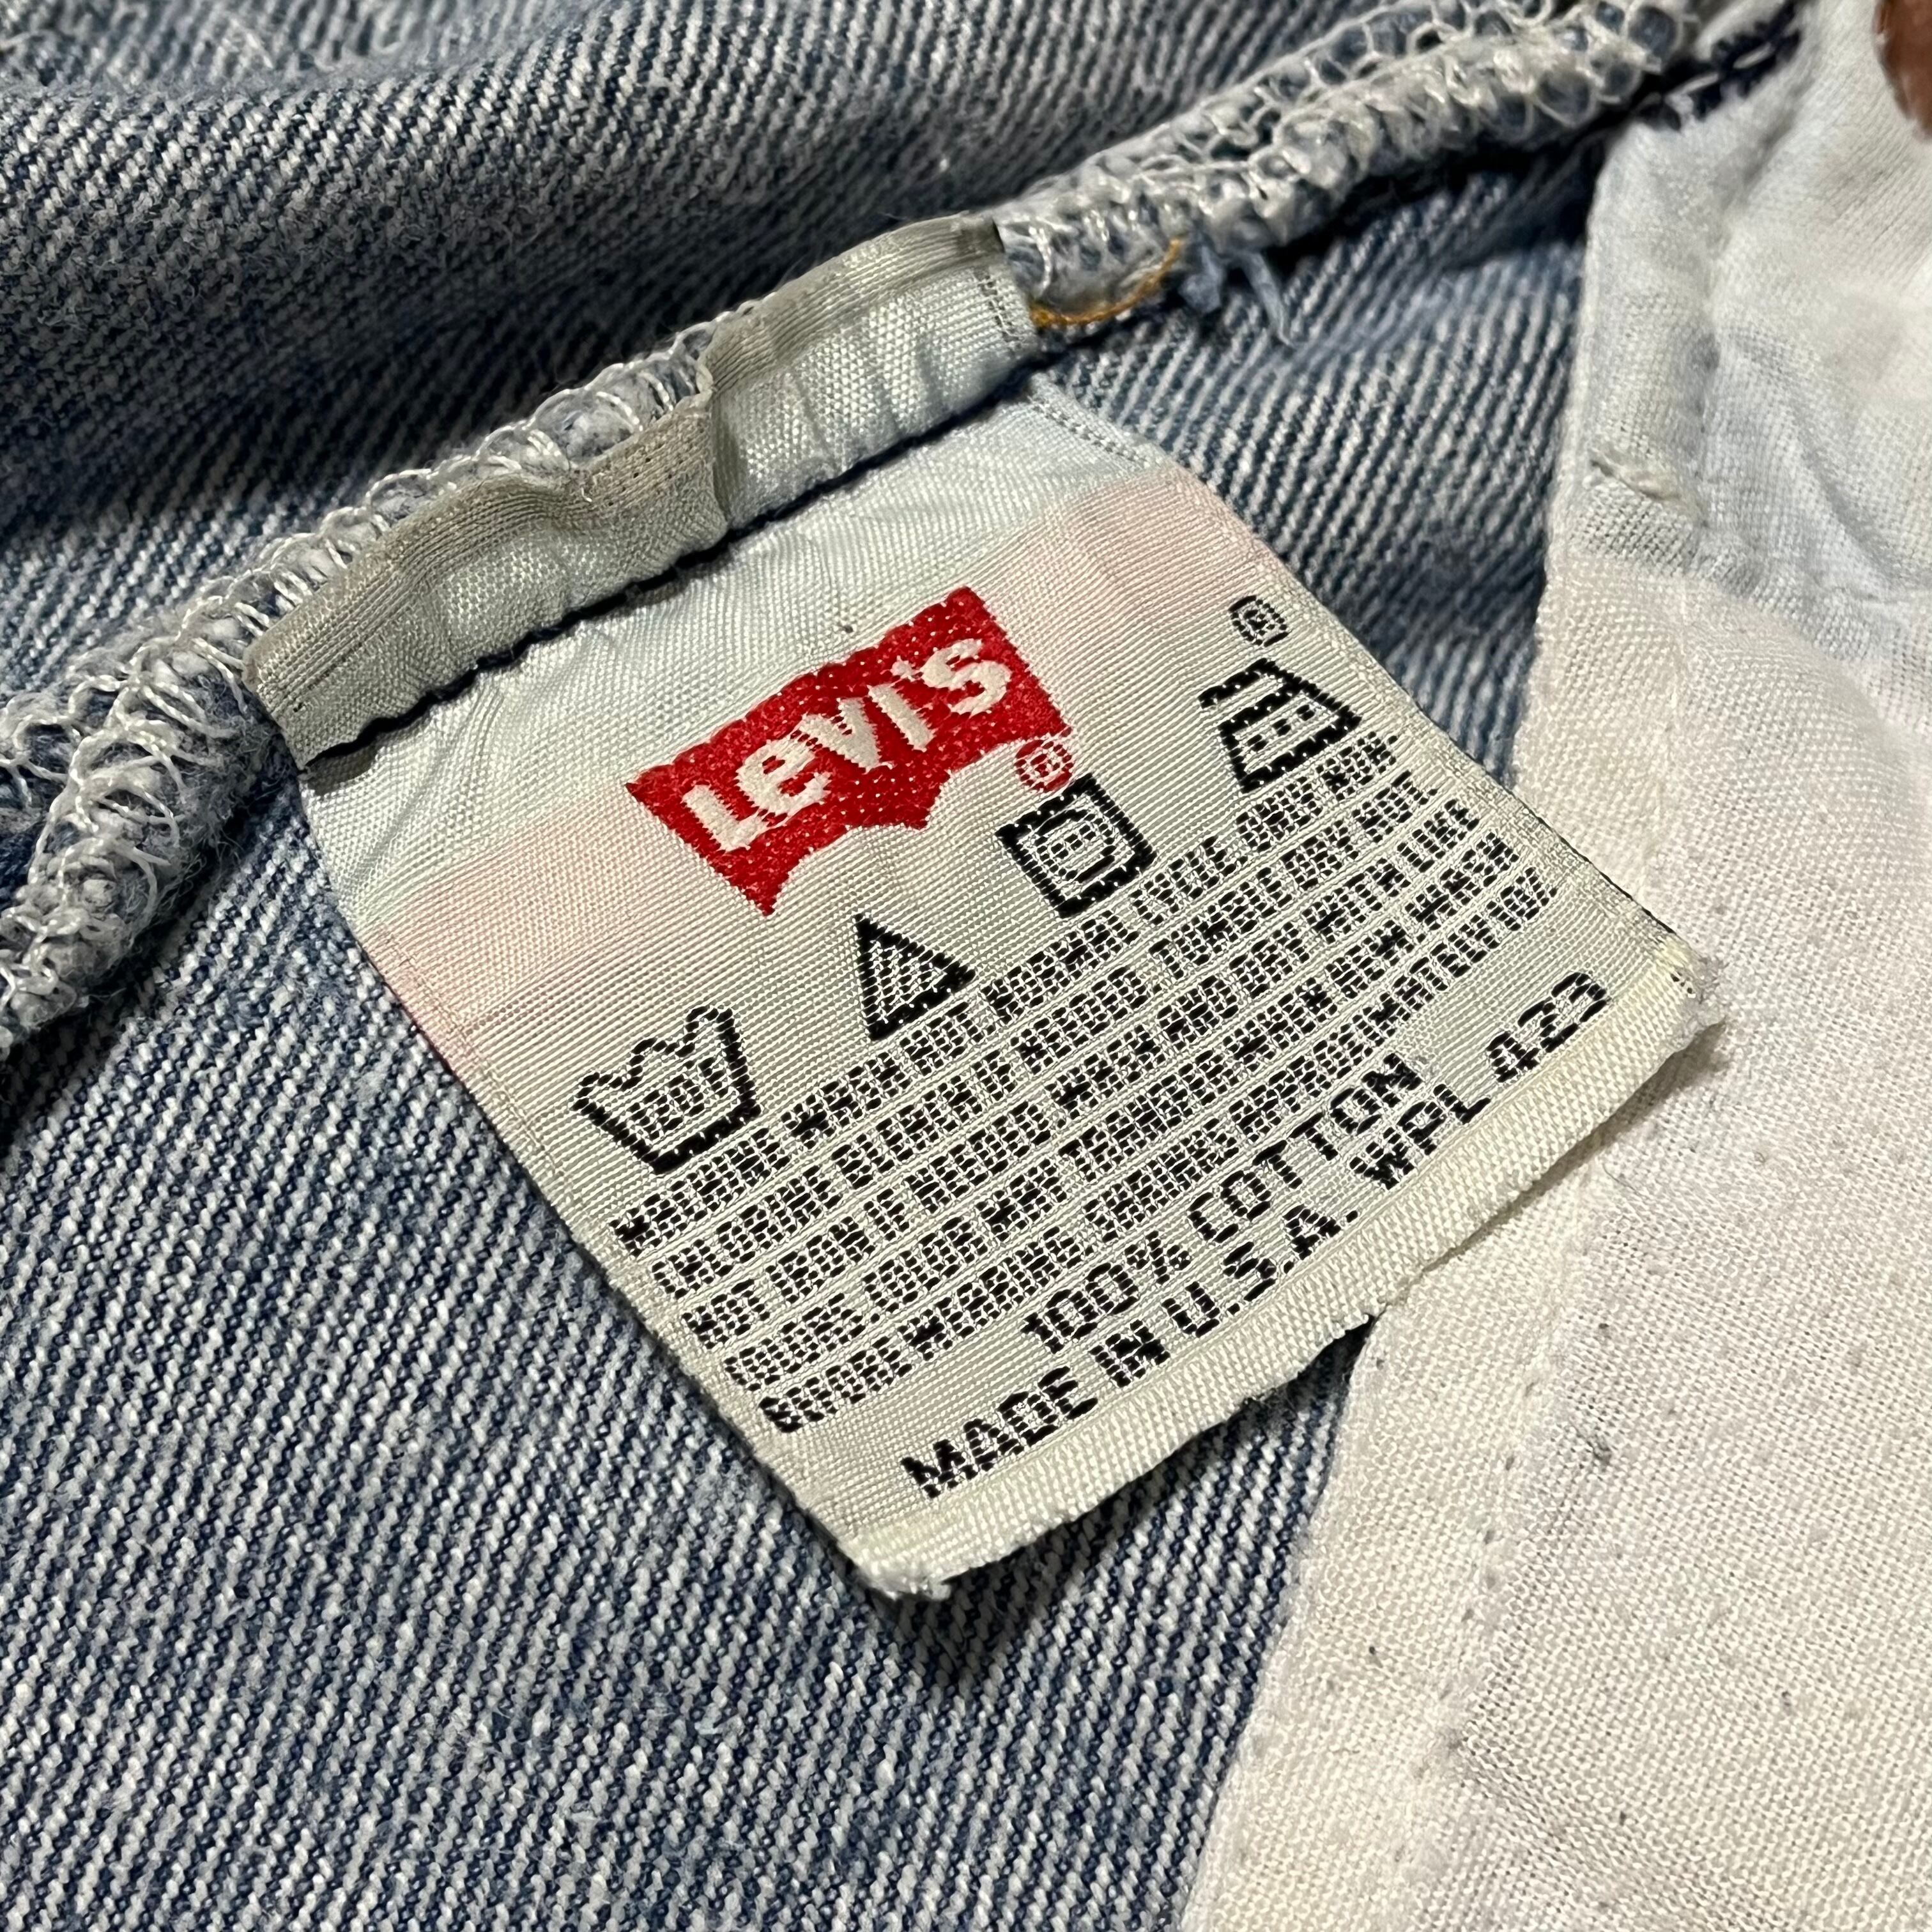 Levi's
®
®
120F
MACHINE WASH HOT, NORMAL CYCLE. ONLY NON-
CHLORINE BLEACH IF NEEDED. TUMBLE DRY HOT
HOT IRON IF NEEDED. WASH AND DRY WITH LIKE
COLORS. COLOR MAY TRANSFER WHEN NEW. WASH
BEFORE WEARING. SHRINKS APPROXIMATELY 10%
100% COTTON
MADE IN U.S.A. WPL 423